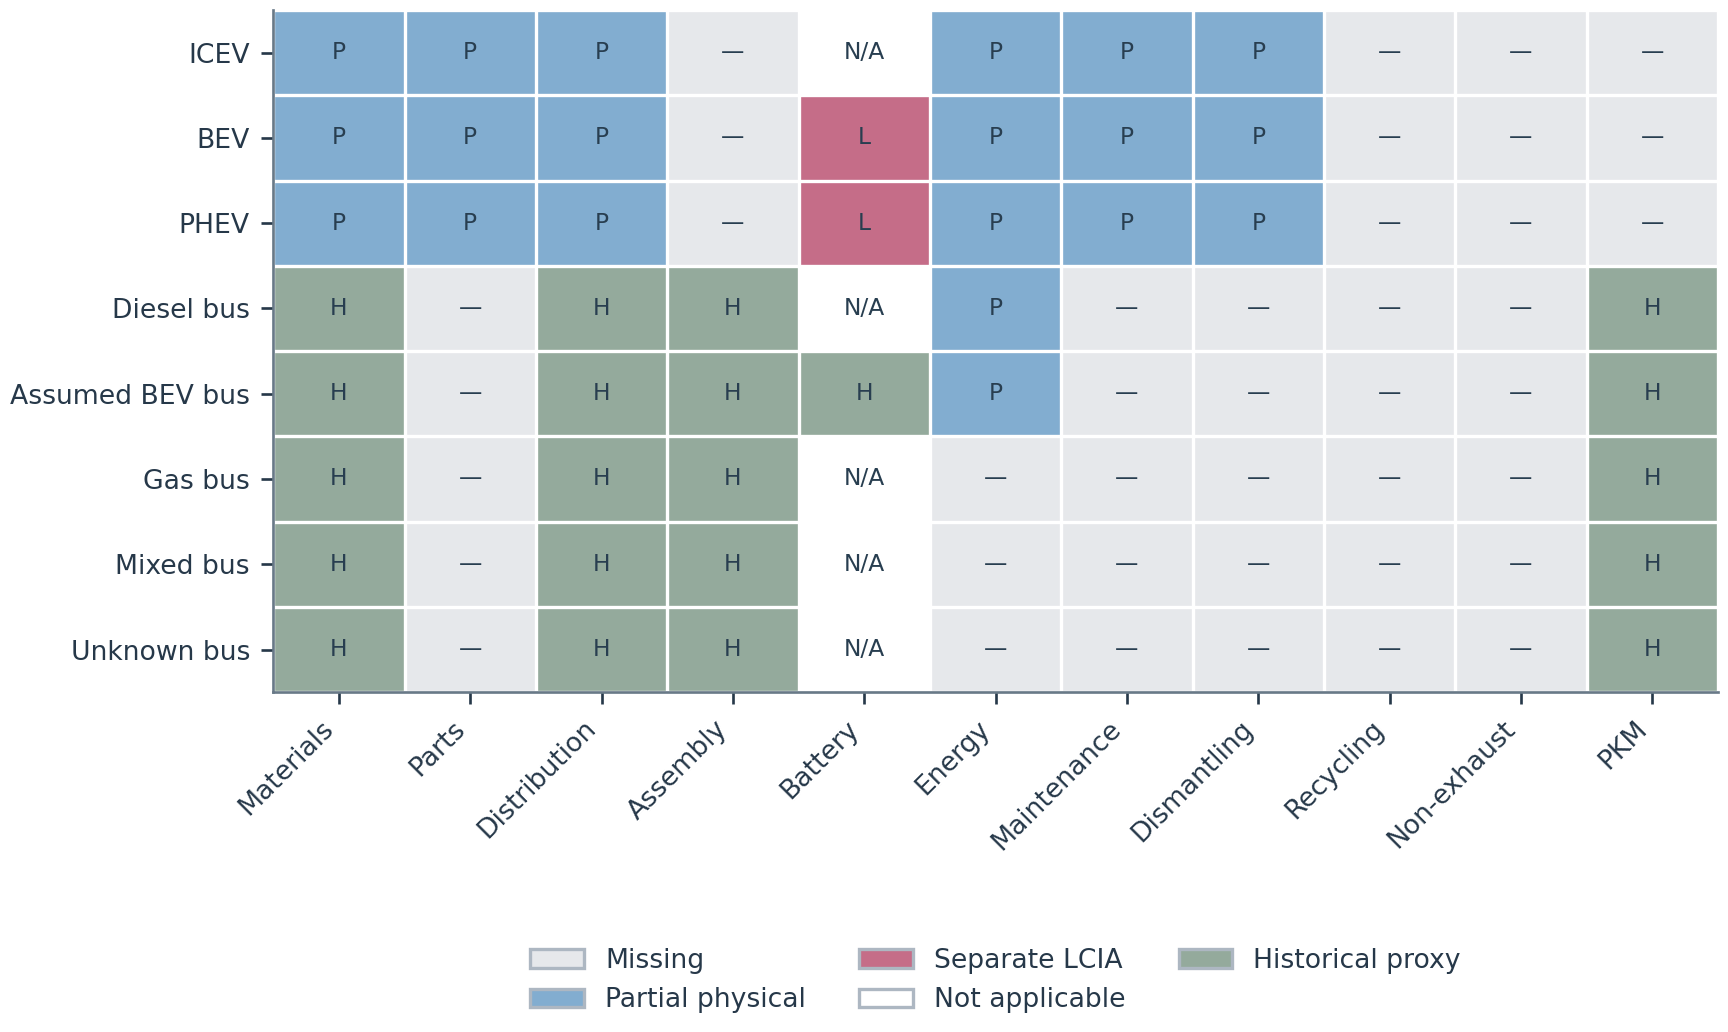 ICEV P P P — N/A P P P — — —
BEV P P P — L P P P — — —
PHEV P P P — L P P P — — —
Diesel bus H — H H N/A P — — — — H
Assumed BEV bus H — H H H P — — — — H
Gas bus H — H H N/A — — — — — H
Mixed bus H — H H N/A — — — — — H
Unknown bus H — H H N/A — — — — — H
Materials Parts Distribution Assembly Battery Energy Maintenance Dismantling Recycling Non-exhaust PKM
Missing Separate LCIA Historical proxy
Partial physical Not applicable